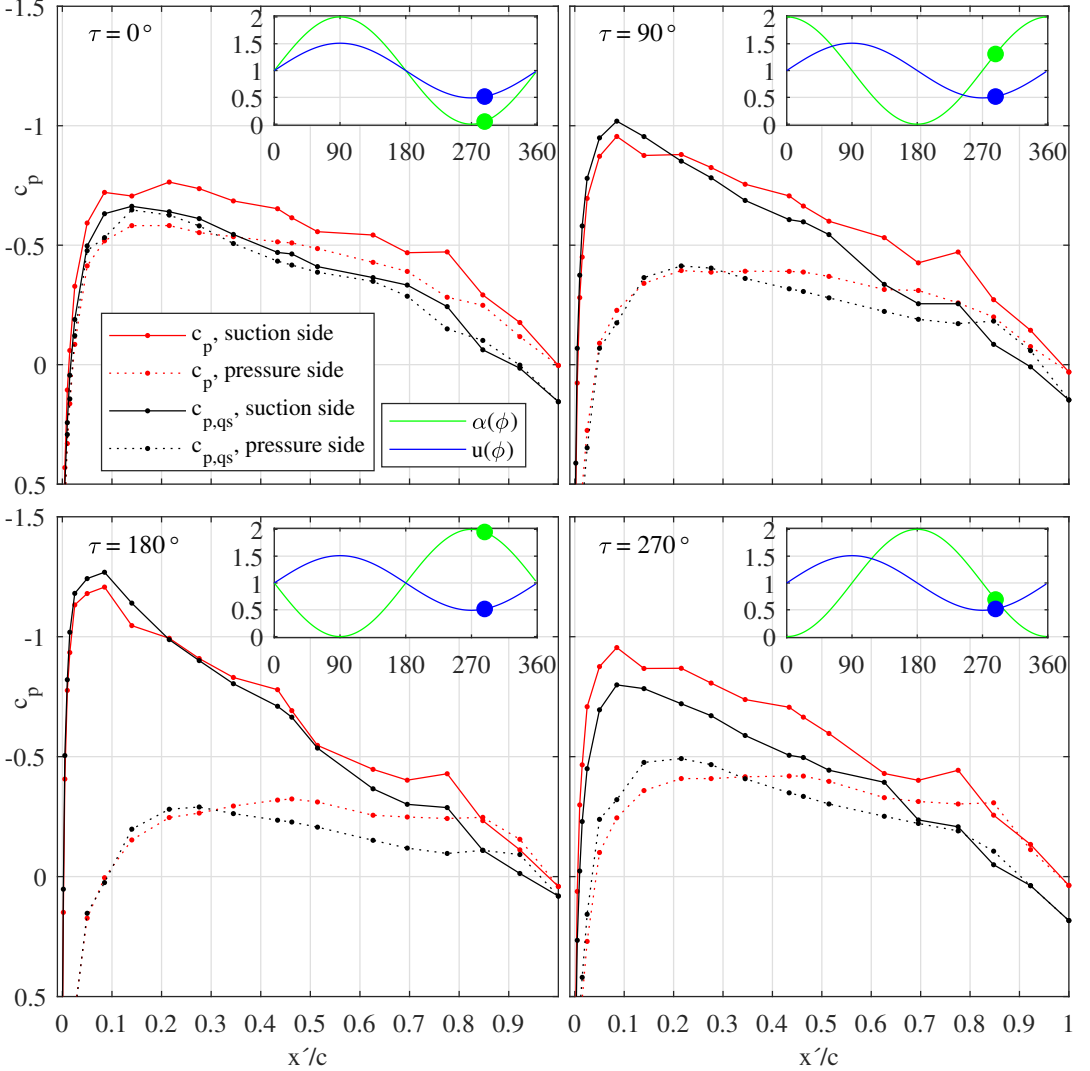 -1.5
τ = 0°
2
1.5
1
0.5
0
0 90 180 270 360
τ = 90°
2
1.5
1
0.5
0
0 90 180 270 360
-1
c_p
-0.5
0
0.5
c_p, suction side
c_p, pressure side
c_p,qs, suction side
c_p,qs, pressure side
α(ϕ)
u(ϕ)
-1.5
τ = 180°
2
1.5
1
0.5
0
0 90 180 270 360
τ = 270°
2
1.5
1
0.5
0
0 90 180 270 360
-1
c_p
-0.5
0
0.5
0 0.1 0.2 0.3 0.4 0.5 0.6 0.7 0.8 0.9
x´/c
0 0.1 0.2 0.3 0.4 0.5 0.6 0.7 0.8 0.9 1
x´/c